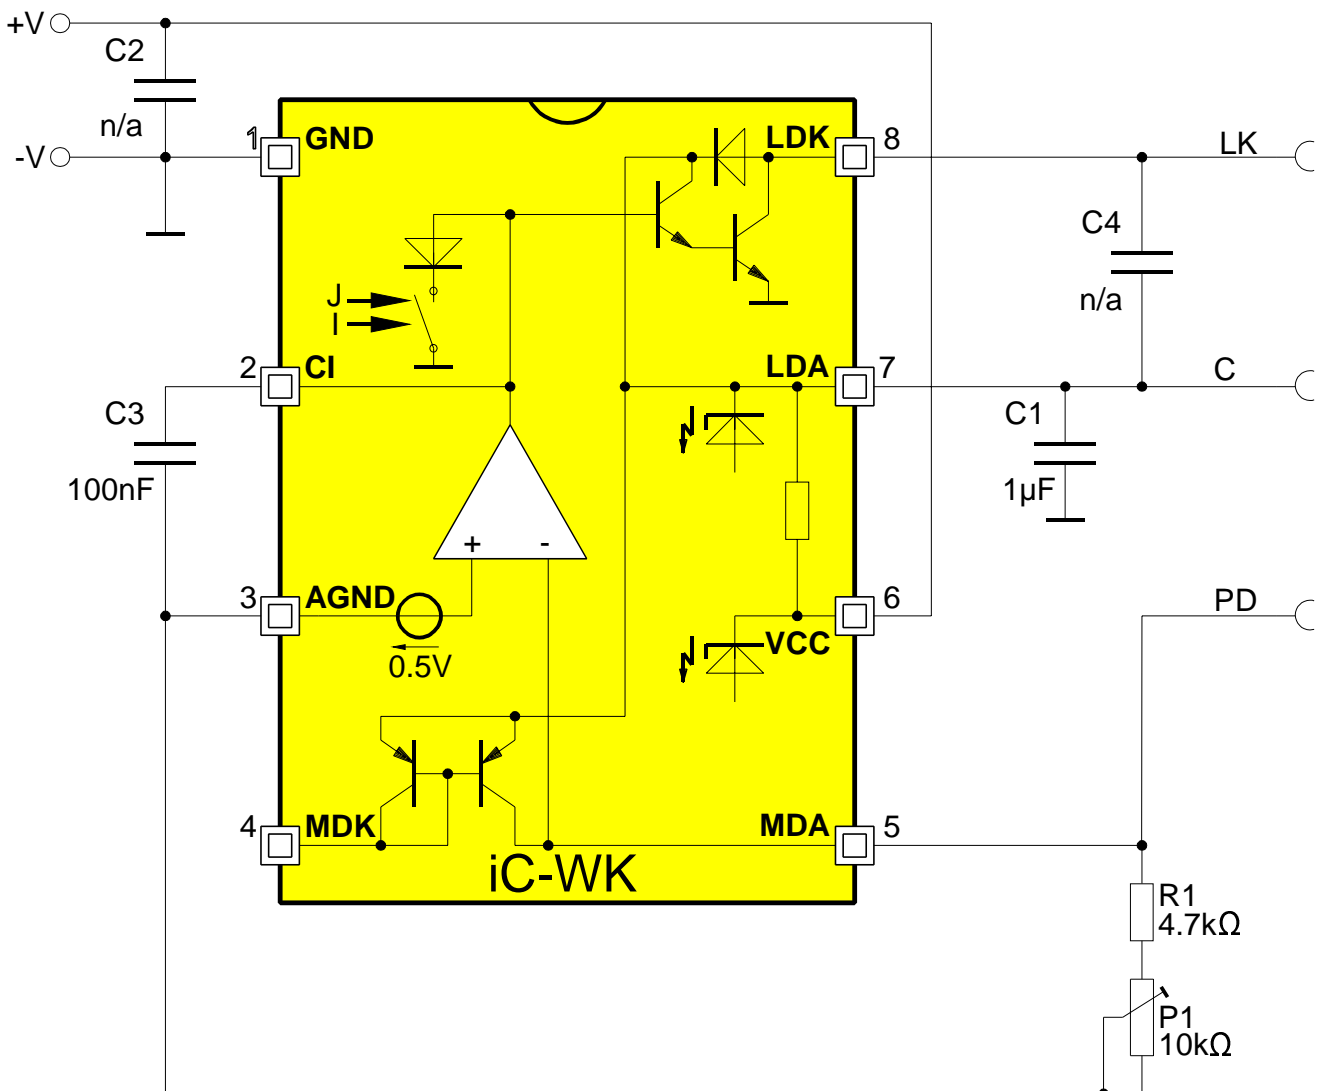 +V
C2
n/a
-V
1
GND
LDK
8
LK
C4
n/a
J
I
2
CI
LDA
7
C
C3
100nF
C1
1µF
+
-
3
AGND
0.5V
VCC
6
PD
4
MDK
MDA
5
iC-WK
R1
4.7kΩ
P1
10kΩ